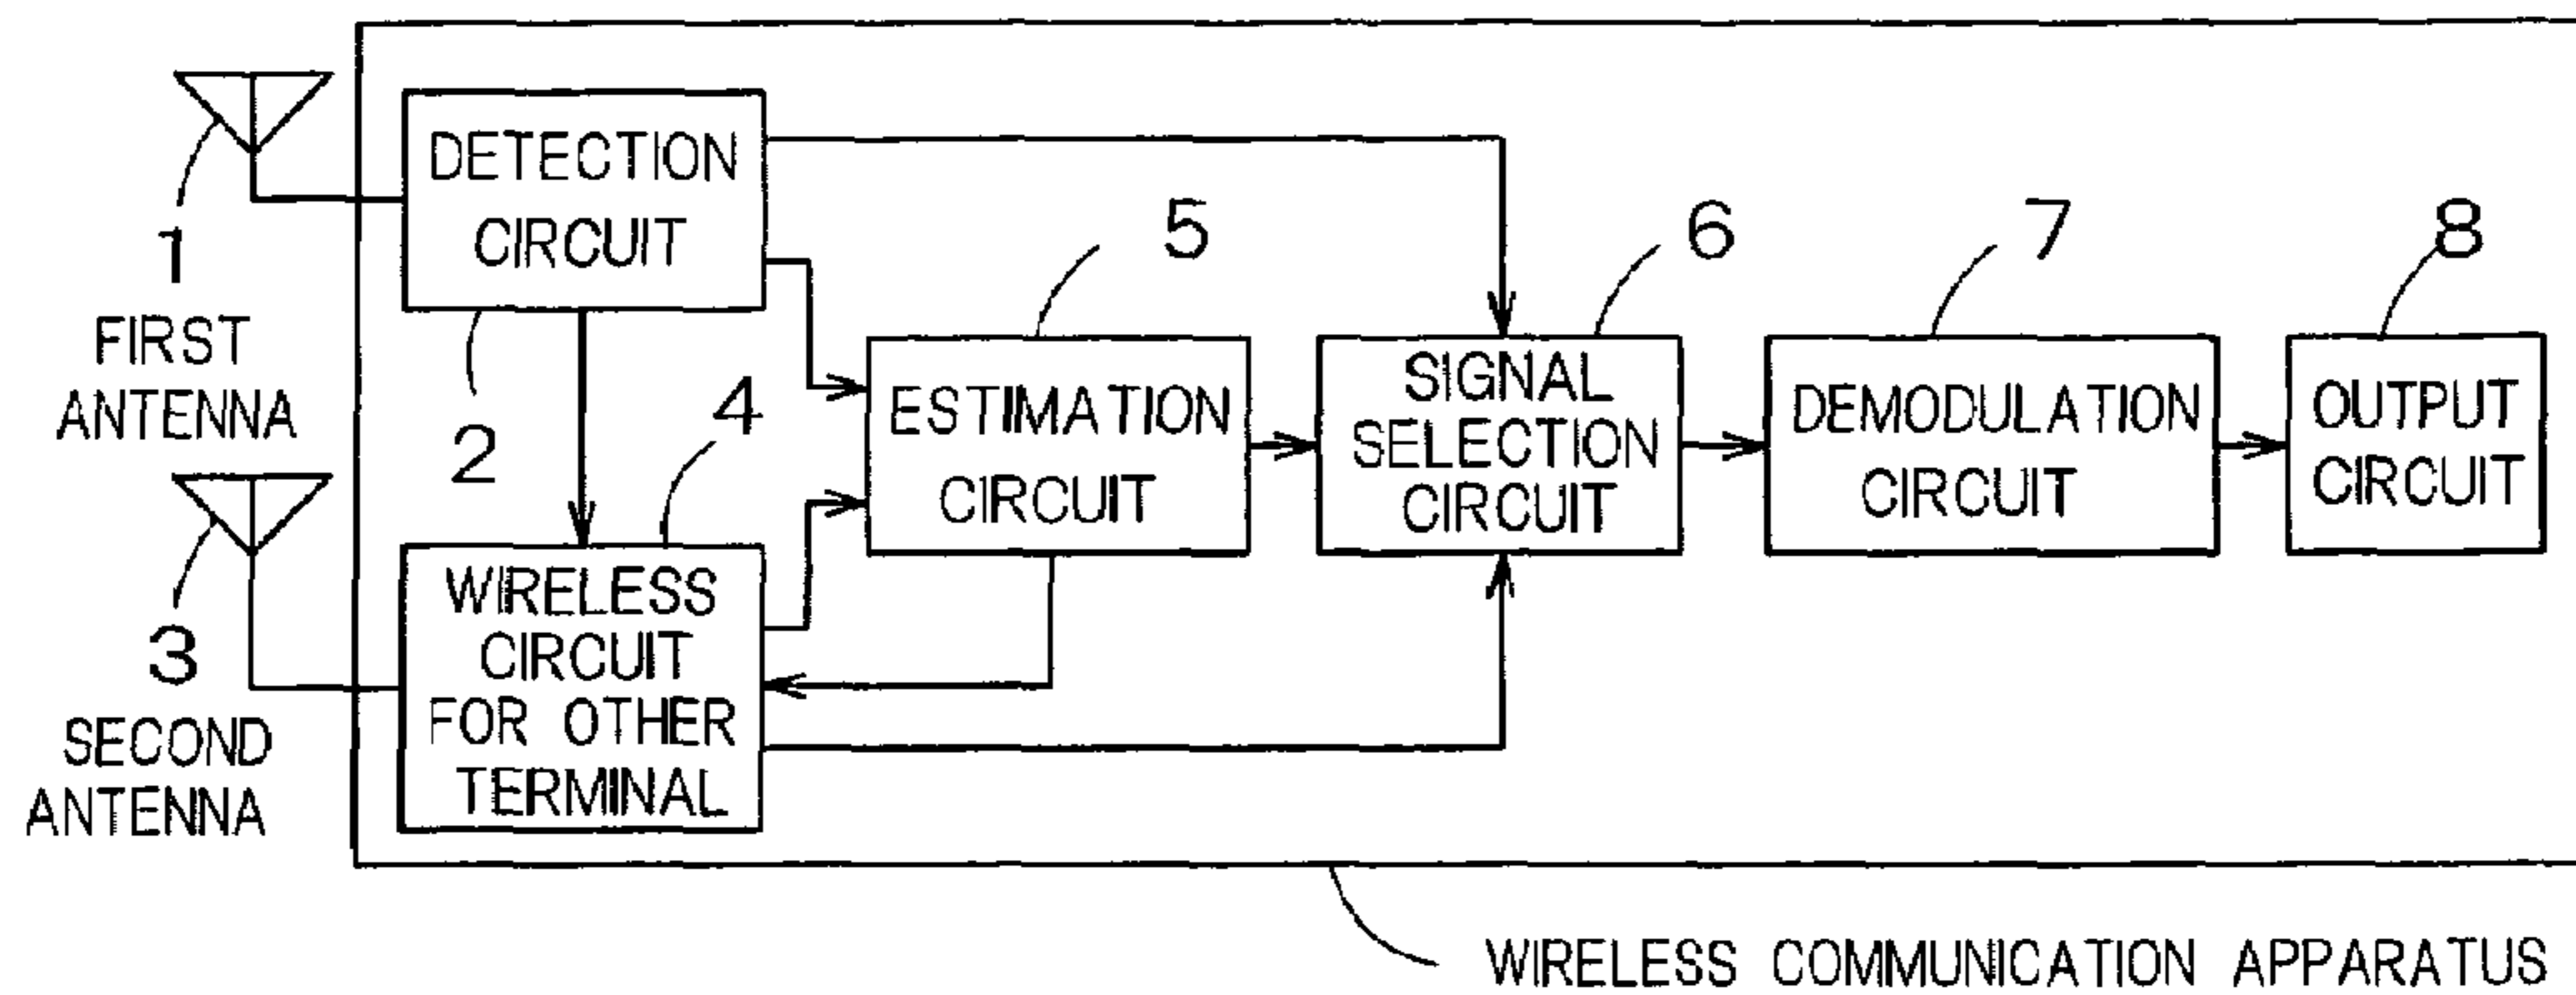 1
FIRST
ANTENNA
DETECTION
CIRCUIT
2
3
SECOND
ANTENNA
4
WIRELESS
CIRCUIT
FOR OTHER
TERMINAL
5
ESTIMATION
CIRCUIT
6
SIGNAL
SELECTION
CIRCUIT
7
DEMODULATION
CIRCUIT
8
OUTPUT
CIRCUIT
WIRELESS COMMUNICATION APPARATUS